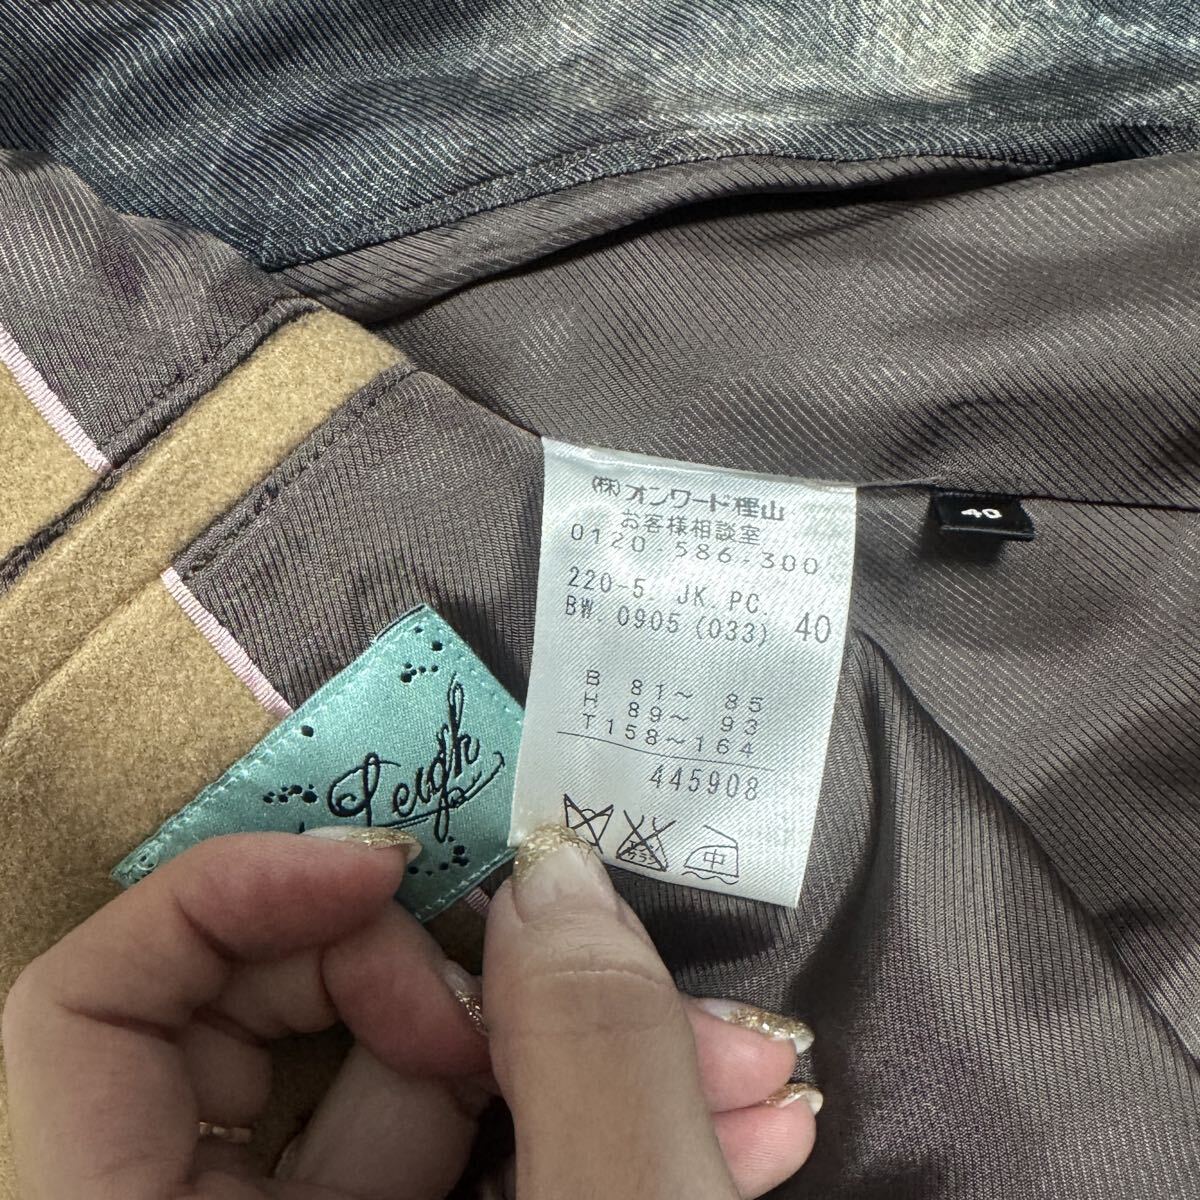 (株)オンワード樫山
お客様相談室
0120-586-300
220-5. JK. PC.
BW. 0905 (033) 40
B 81〜85
H 89〜93
T158〜164
445908
中
40